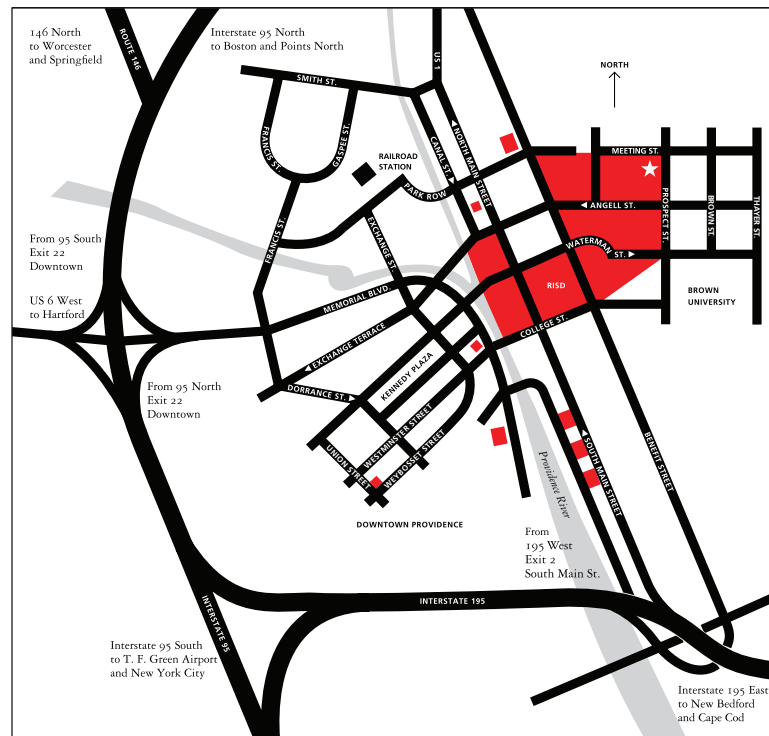 146 North
to Worcester
and Springfield
ROUTE 146
Interstate 95 North
to Boston and Points North
US 1
NORTH
SMITH ST.
FRANCIS ST.
GASPEE ST.
RAILROAD
STATION
CANAL ST.
NORTH MAIN STREET
PARK ROW
MEETING ST.
ANGELL ST.
WATERMAN
ST.
PROSPECT ST.
BROWN ST.
THAYER ST.
From 95 South
Exit 22
Downtown
FRANCIS ST.
EXCHANGE ST.
US 6 West
to Hartford
MEMORIAL BLVD.
RISD
BROWN
UNIVERSITY
COLLEGE ST.
EXCHANGE TERRACE
KENNEDY PLAZA
From 95 North
Exit 22
Downtown
DORRANCE ST.
WESTMINSTER STREET
WEYBOSSET STREET
UNION STREET
SOUTH MAIN STREET
BENEFIT STREET
Providence River
DOWNTOWN PROVIDENCE
From
195 West
Exit 2
South Main St.
INTERSTATE 195
INTERSTATE 95
Interstate 95 South
to T. F. Green Airport
and New York City
Interstate 195 East
to New Bedford
and Cape Cod